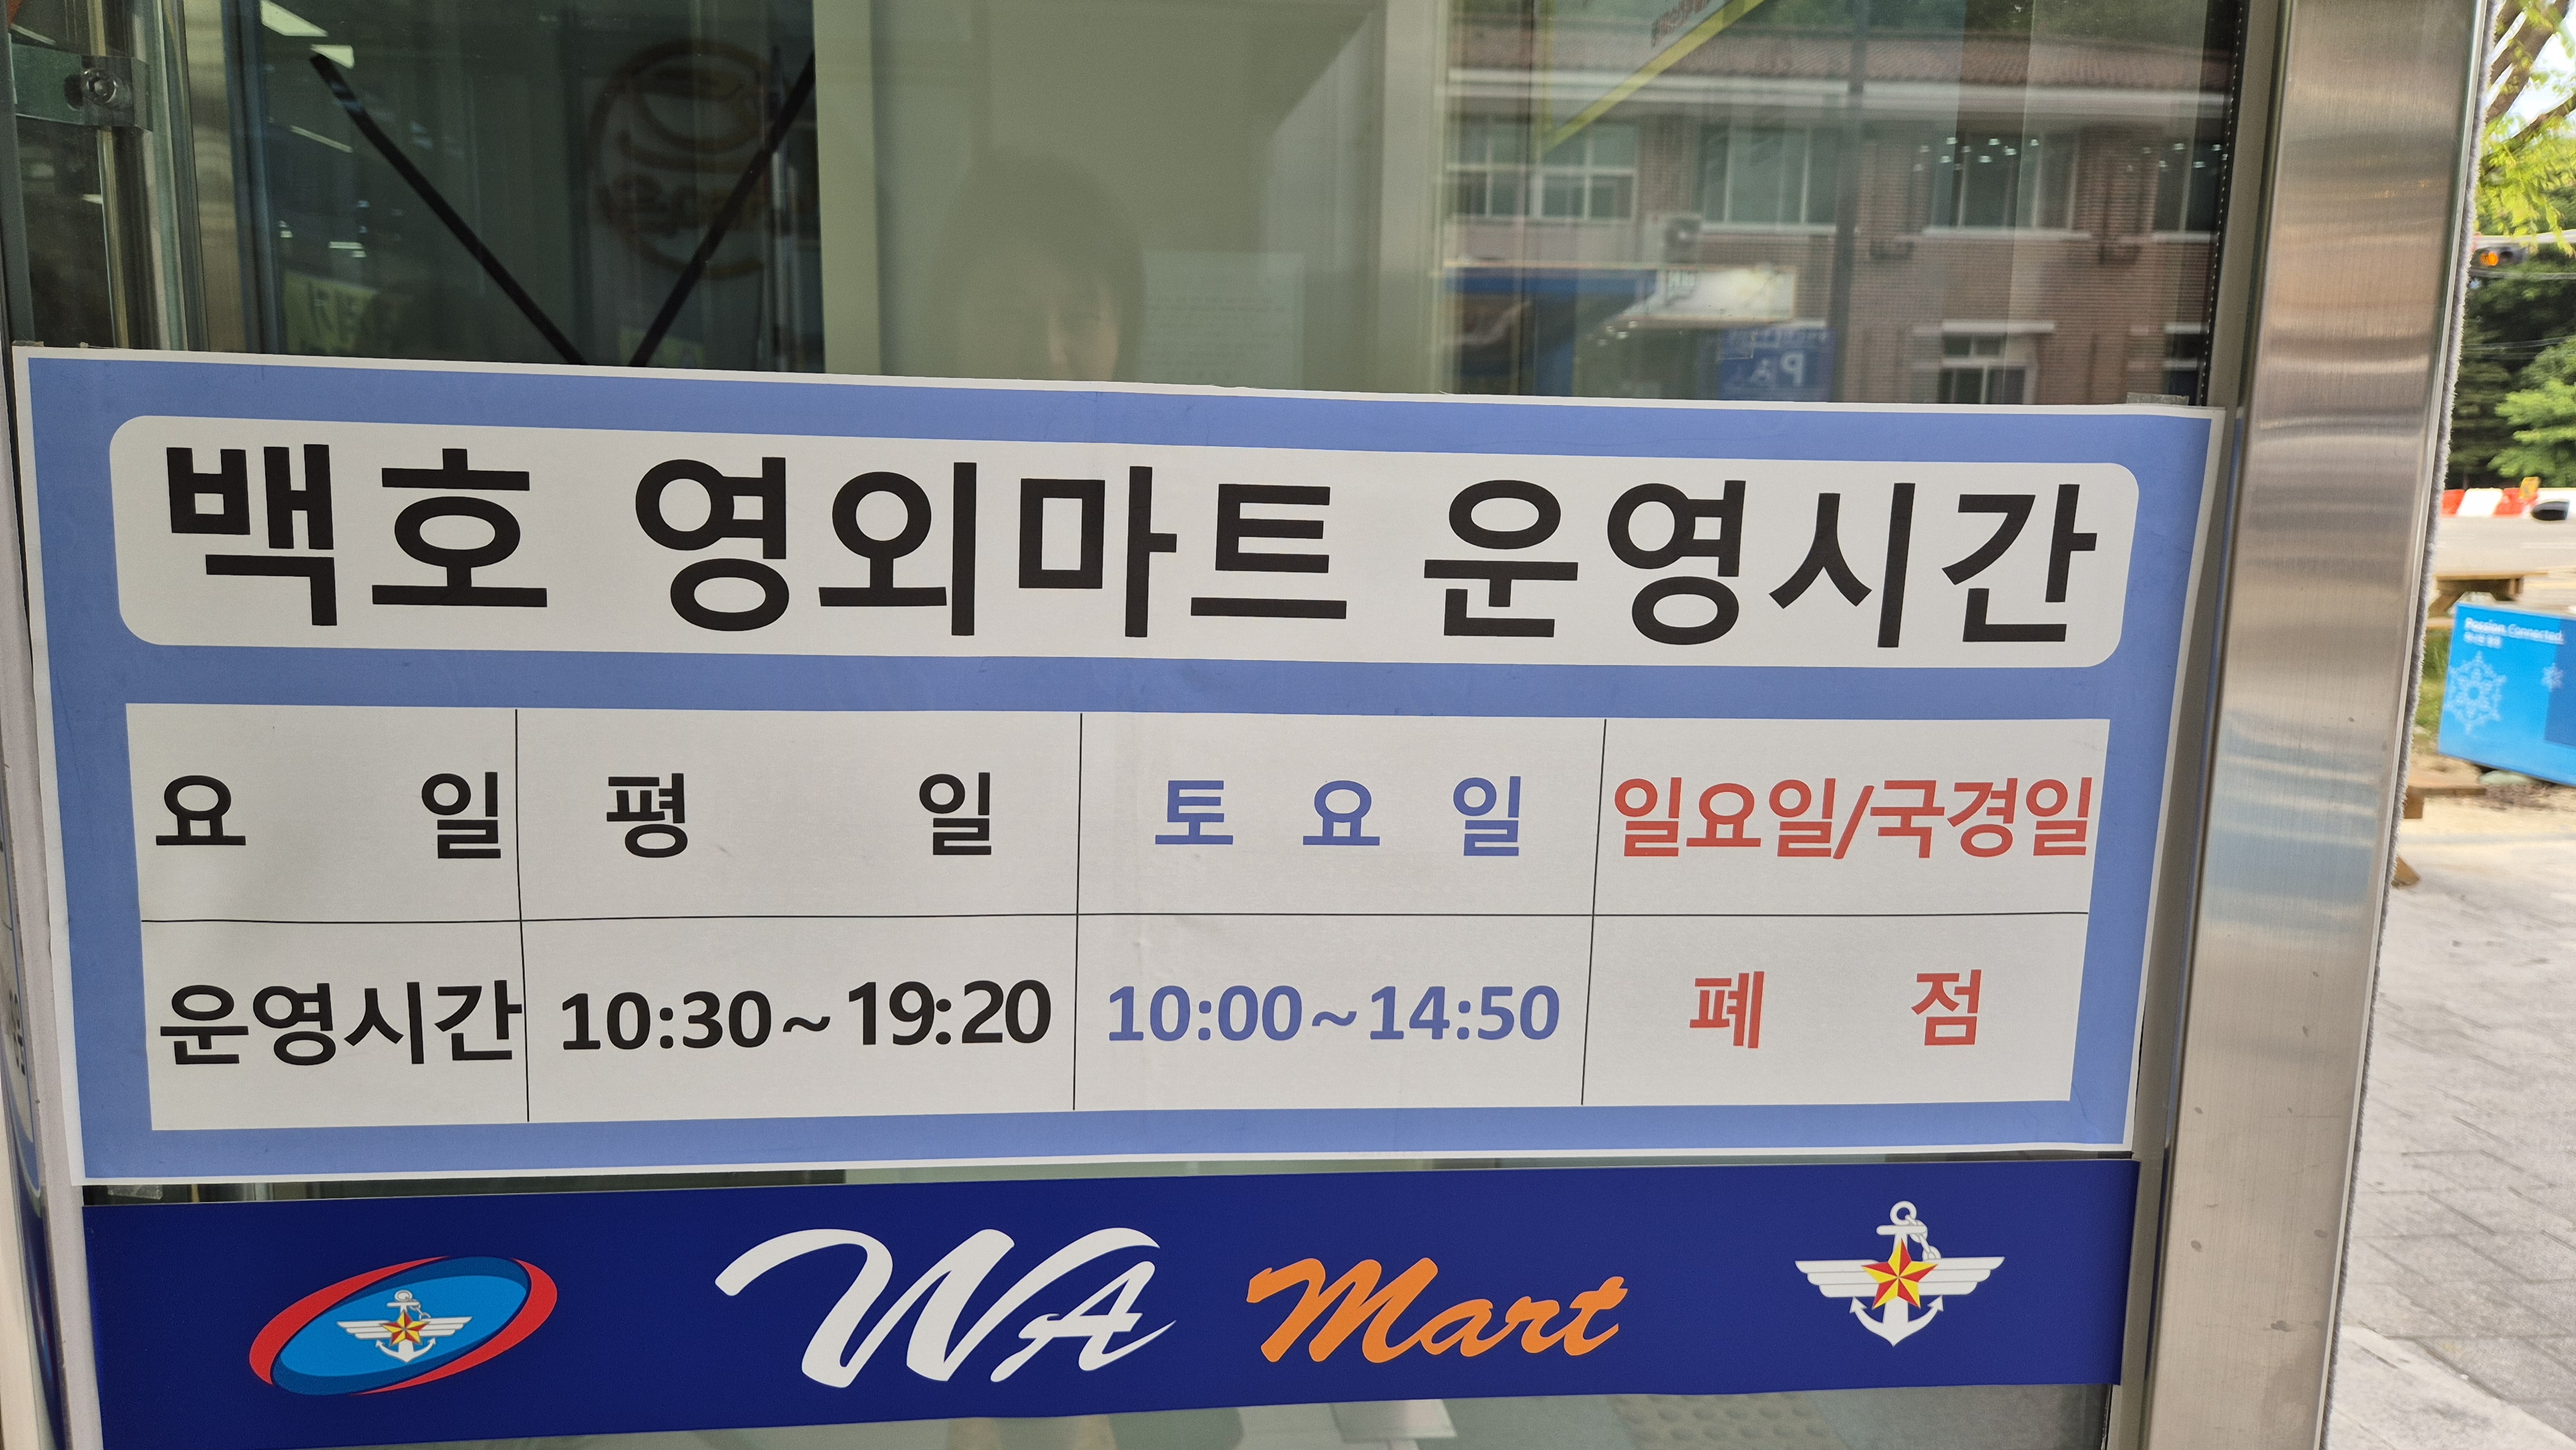 백호 영외마트 운영시간
요 일 평 일 토 요 일 일요일/국경일
운영시간 10:30~19:20 10:00~14:50 폐 점
WA Mart
Passion. Connected.
P